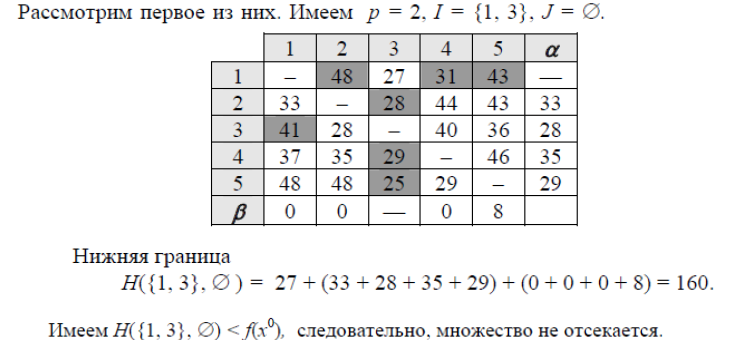 Рассмотрим первое из них. Имеем p = 2, I = {1, 3}, J = ∅.
1 2 3 4 5 α
1 – 48 27 31 43 —
2 33 – 28 44 43 33
3 41 28 – 40 36 28
4 37 35 29 – 46 35
5 48 48 25 29 – 29
β 0 0 — 0 8
Нижняя граница
H({1, 3}, ∅ ) = 27 + (33 + 28 + 35 + 29) + (0 + 0 + 0 + 8) = 160.
Имеем H({1, 3}, ∅) < f(x⁰), следовательно, множество не отсекается.